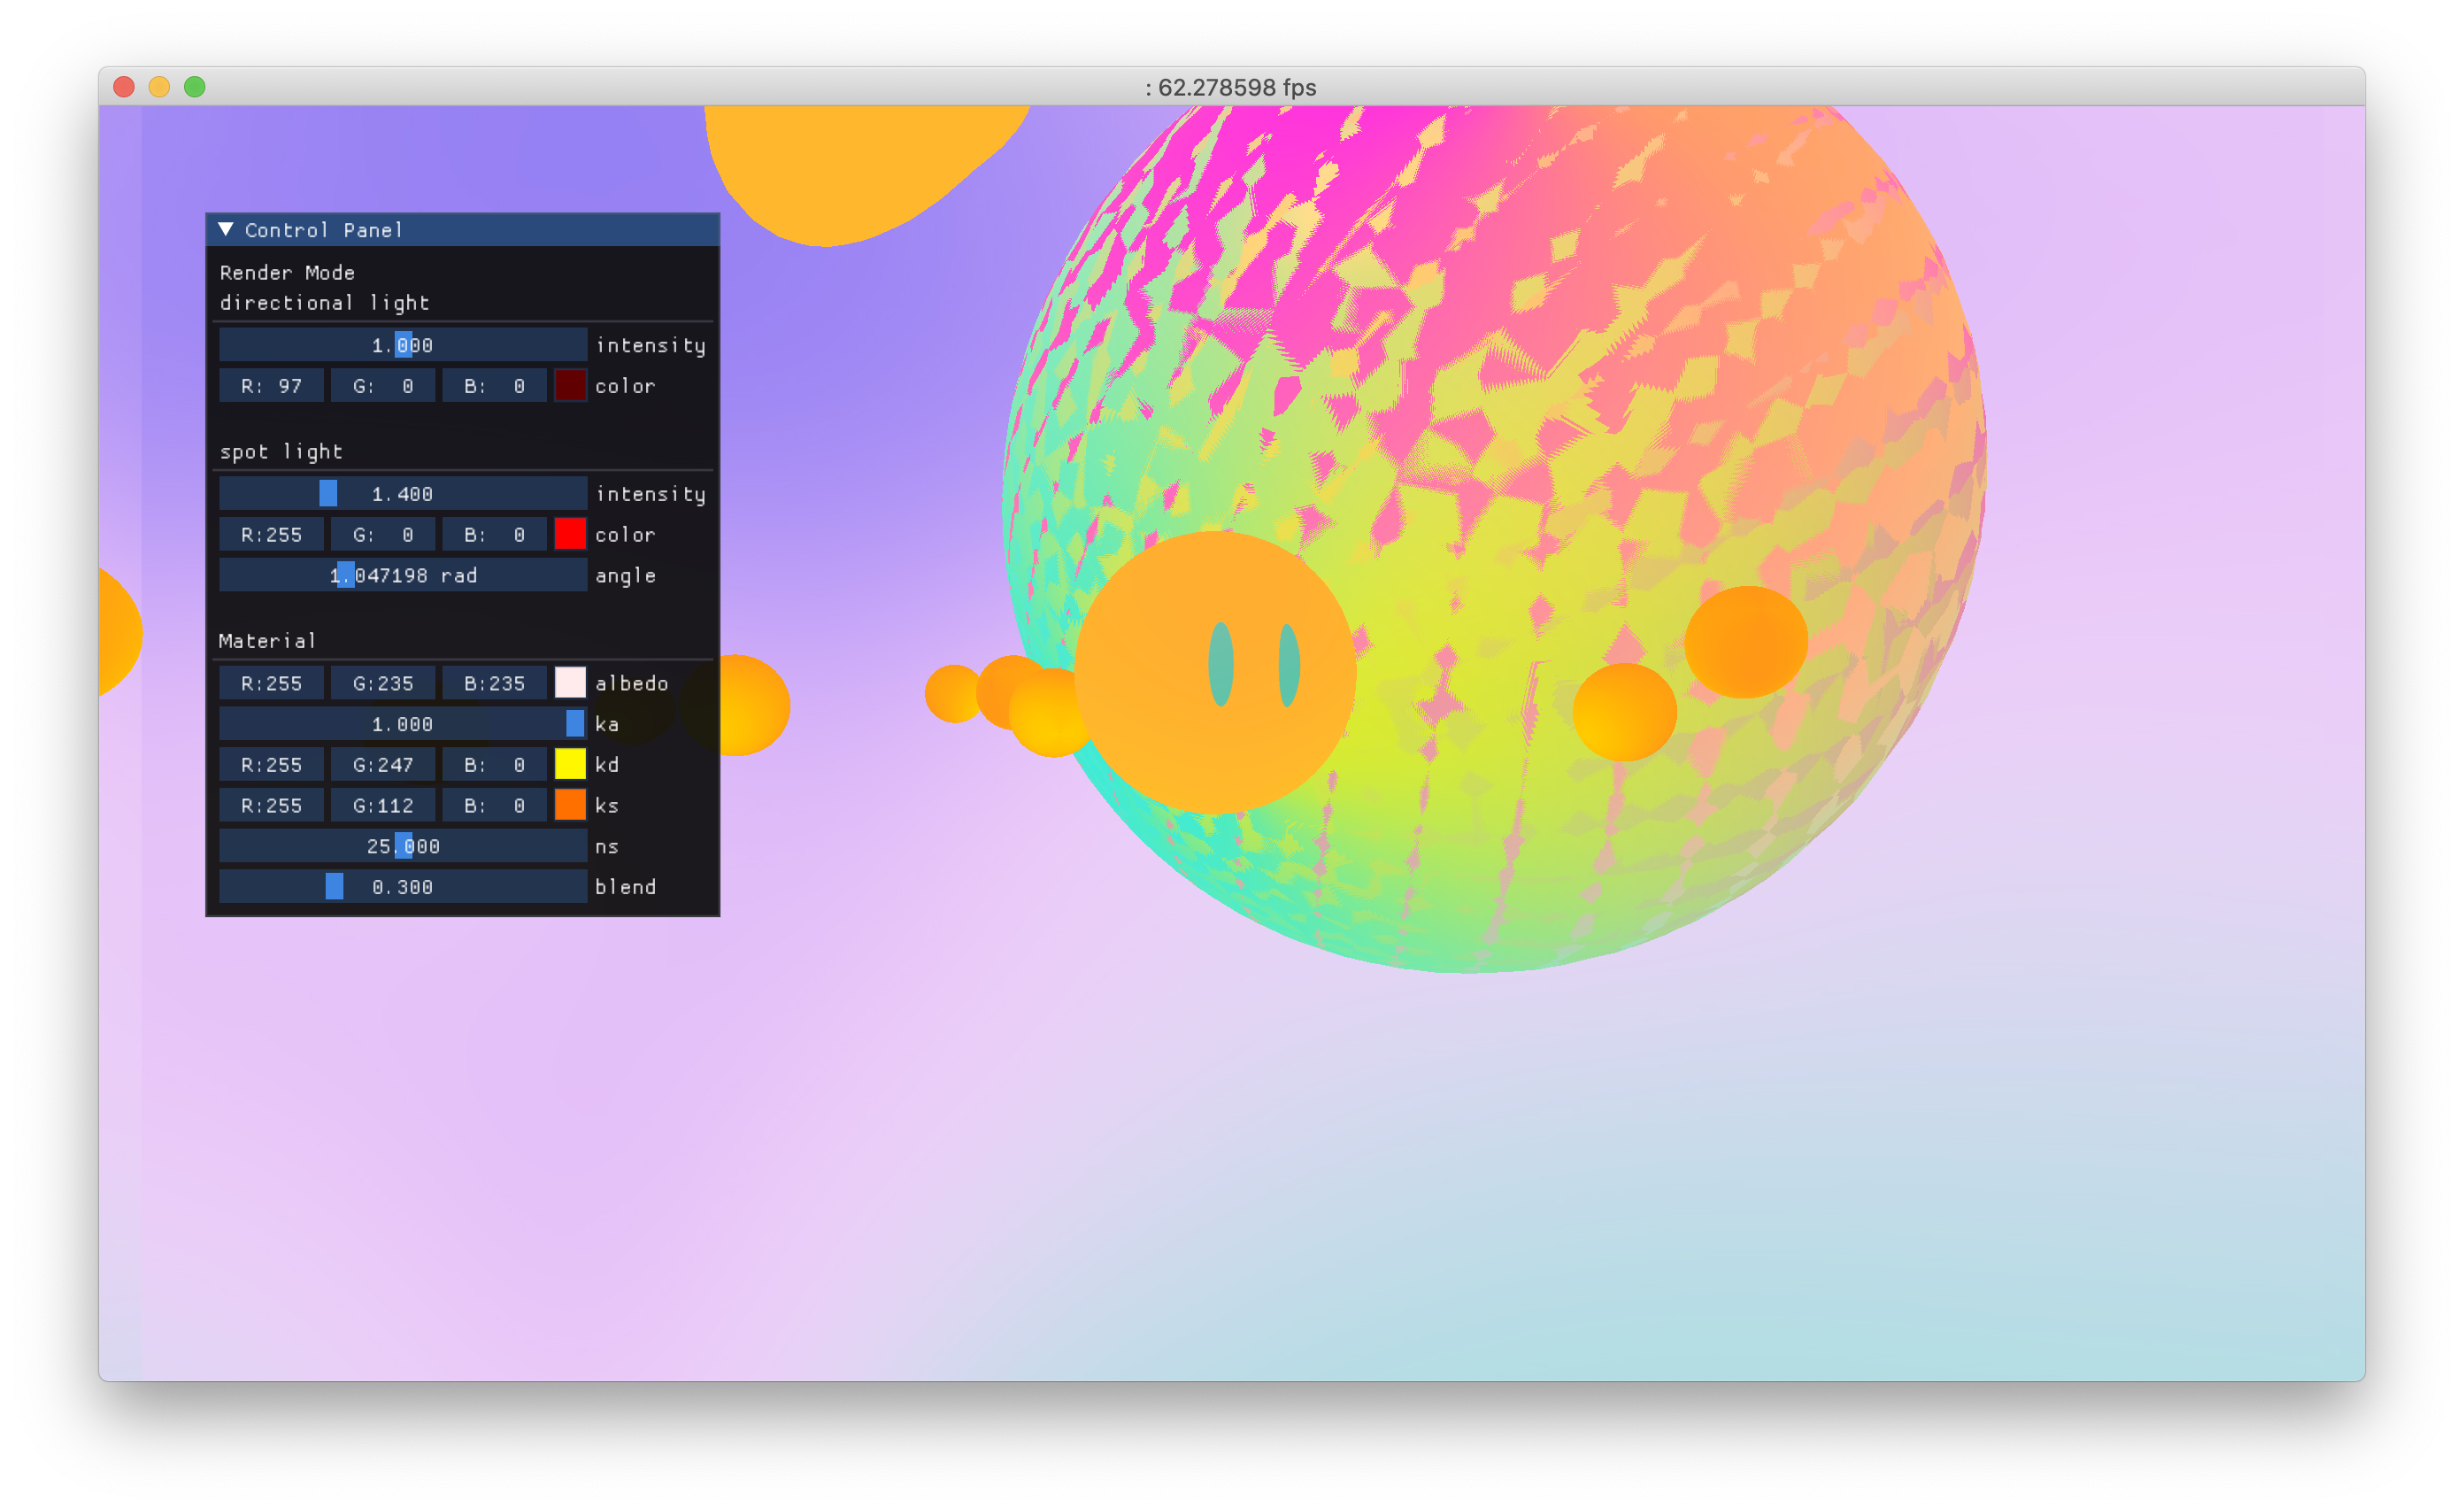 : 62.278598 fps
Control Panel
Render Mode
directional light
1.000 intensity
R: 97 G: 0 B: 0 color
spot light
1.400 intensity
R:255 G: 0 B: 0 color
1.047198 rad angle
Material
R:255 G:235 B:235 albedo
1.000 ka
R:255 G:247 B: 0 kd
R:255 G:112 B: 0 ks
25.000 ns
0.300 blend